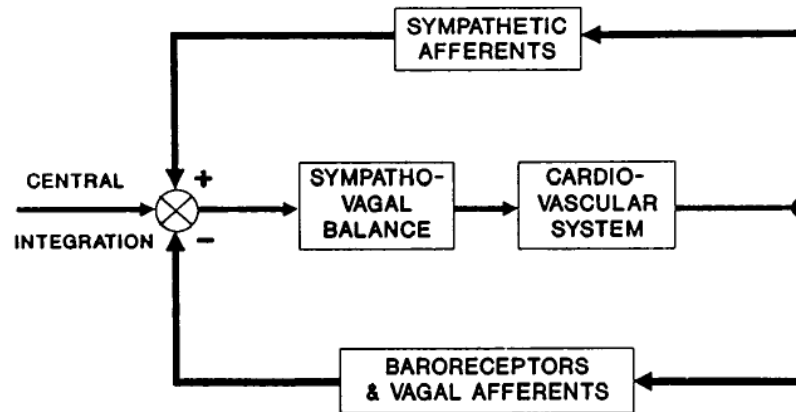 SYMPATHETIC
AFFERENTS
CENTRAL
INTEGRATION
+
−
SYMPATHO-
VAGAL
BALANCE
CARDIO-
VASCULAR
SYSTEM
BARORECEPTORS
& VAGAL AFFERENTS